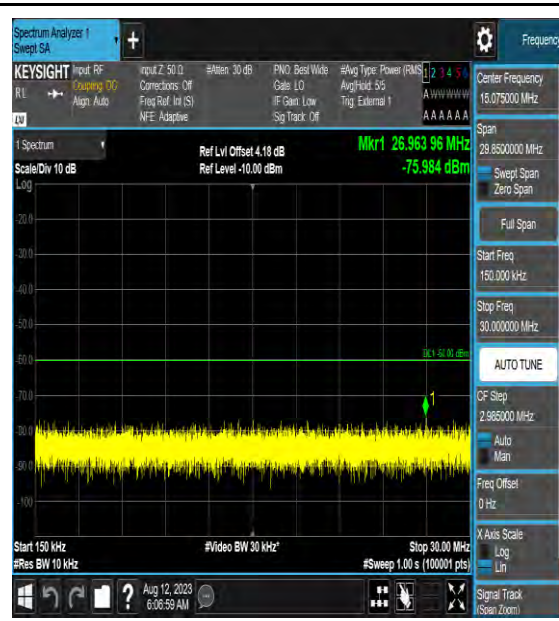 Spectrum Analyzer 1
Swept SA
Frequency
KEYSIGHT
Input: RF
Coupling: DC
Align: Auto
RL
LXI
Input Z: 50 Ω
Corrections: Off
Freq Ref: Int (S)
NFE: Adaptive
#Atten: 30 dB
PNO: Best Wide
Gate: LO
IF Gain: Low
Sig Track: Off
#Avg Type: Power (RMS
Avg|Hold: 5/5
Trig: External 1
1 2 3 4 5 6
A W W W W W
A A A A A A
1 Spectrum
Scale/Div 10 dB
Log
Ref Lvl Offset 4.18 dB
Ref Level -10.00 dBm
Mkr1 26.963 96 MHz
-75.984 dBm
-20.0
-30.0
-40.0
-50.0
DL1 -60.00 dBm
-60.0
-70.0
1
-80.0
-90.0
-100
Start 150 kHz
#Res BW 10 kHz
#Video BW 30 kHz*
Stop 30.00 MHz
#Sweep 1.00 s (100001 pts)
Center Frequency
15.075000 MHz
Span
29.8500000 MHz
Swept Span
Zero Span
Full Span
Start Freq
150.000 kHz
Stop Freq
30.000000 MHz
AUTO TUNE
CF Step
2.985000 MHz
Auto
Man
Freq Offset
0 Hz
X Axis Scale
Log
Lin
Signal Track
(Span Zoom)
?
Aug 12, 2023
6:06:59 AM